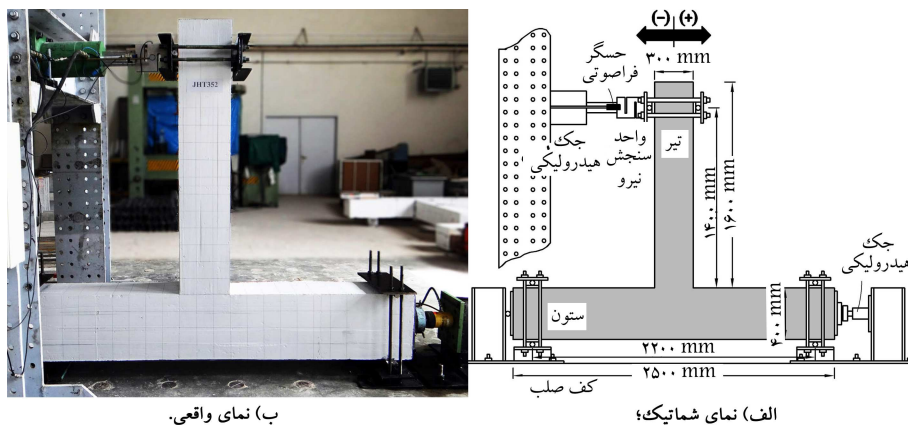 (-) (+)
۳۰۰ mm
حسگر
فراصوتی
جک
هیدرولیکی
واحد
سنجش
نیرو
تیر
۱۴۰۰ mm
۱۶۰۰ mm
جک
هیدرولیکی
ستون
۴۰۰ mm
۲۲۰۰ mm
۲۵۰۰ mm
کف صلب
الف) نمای شماتیک؛
JHT352
ب) نمای واقعی.